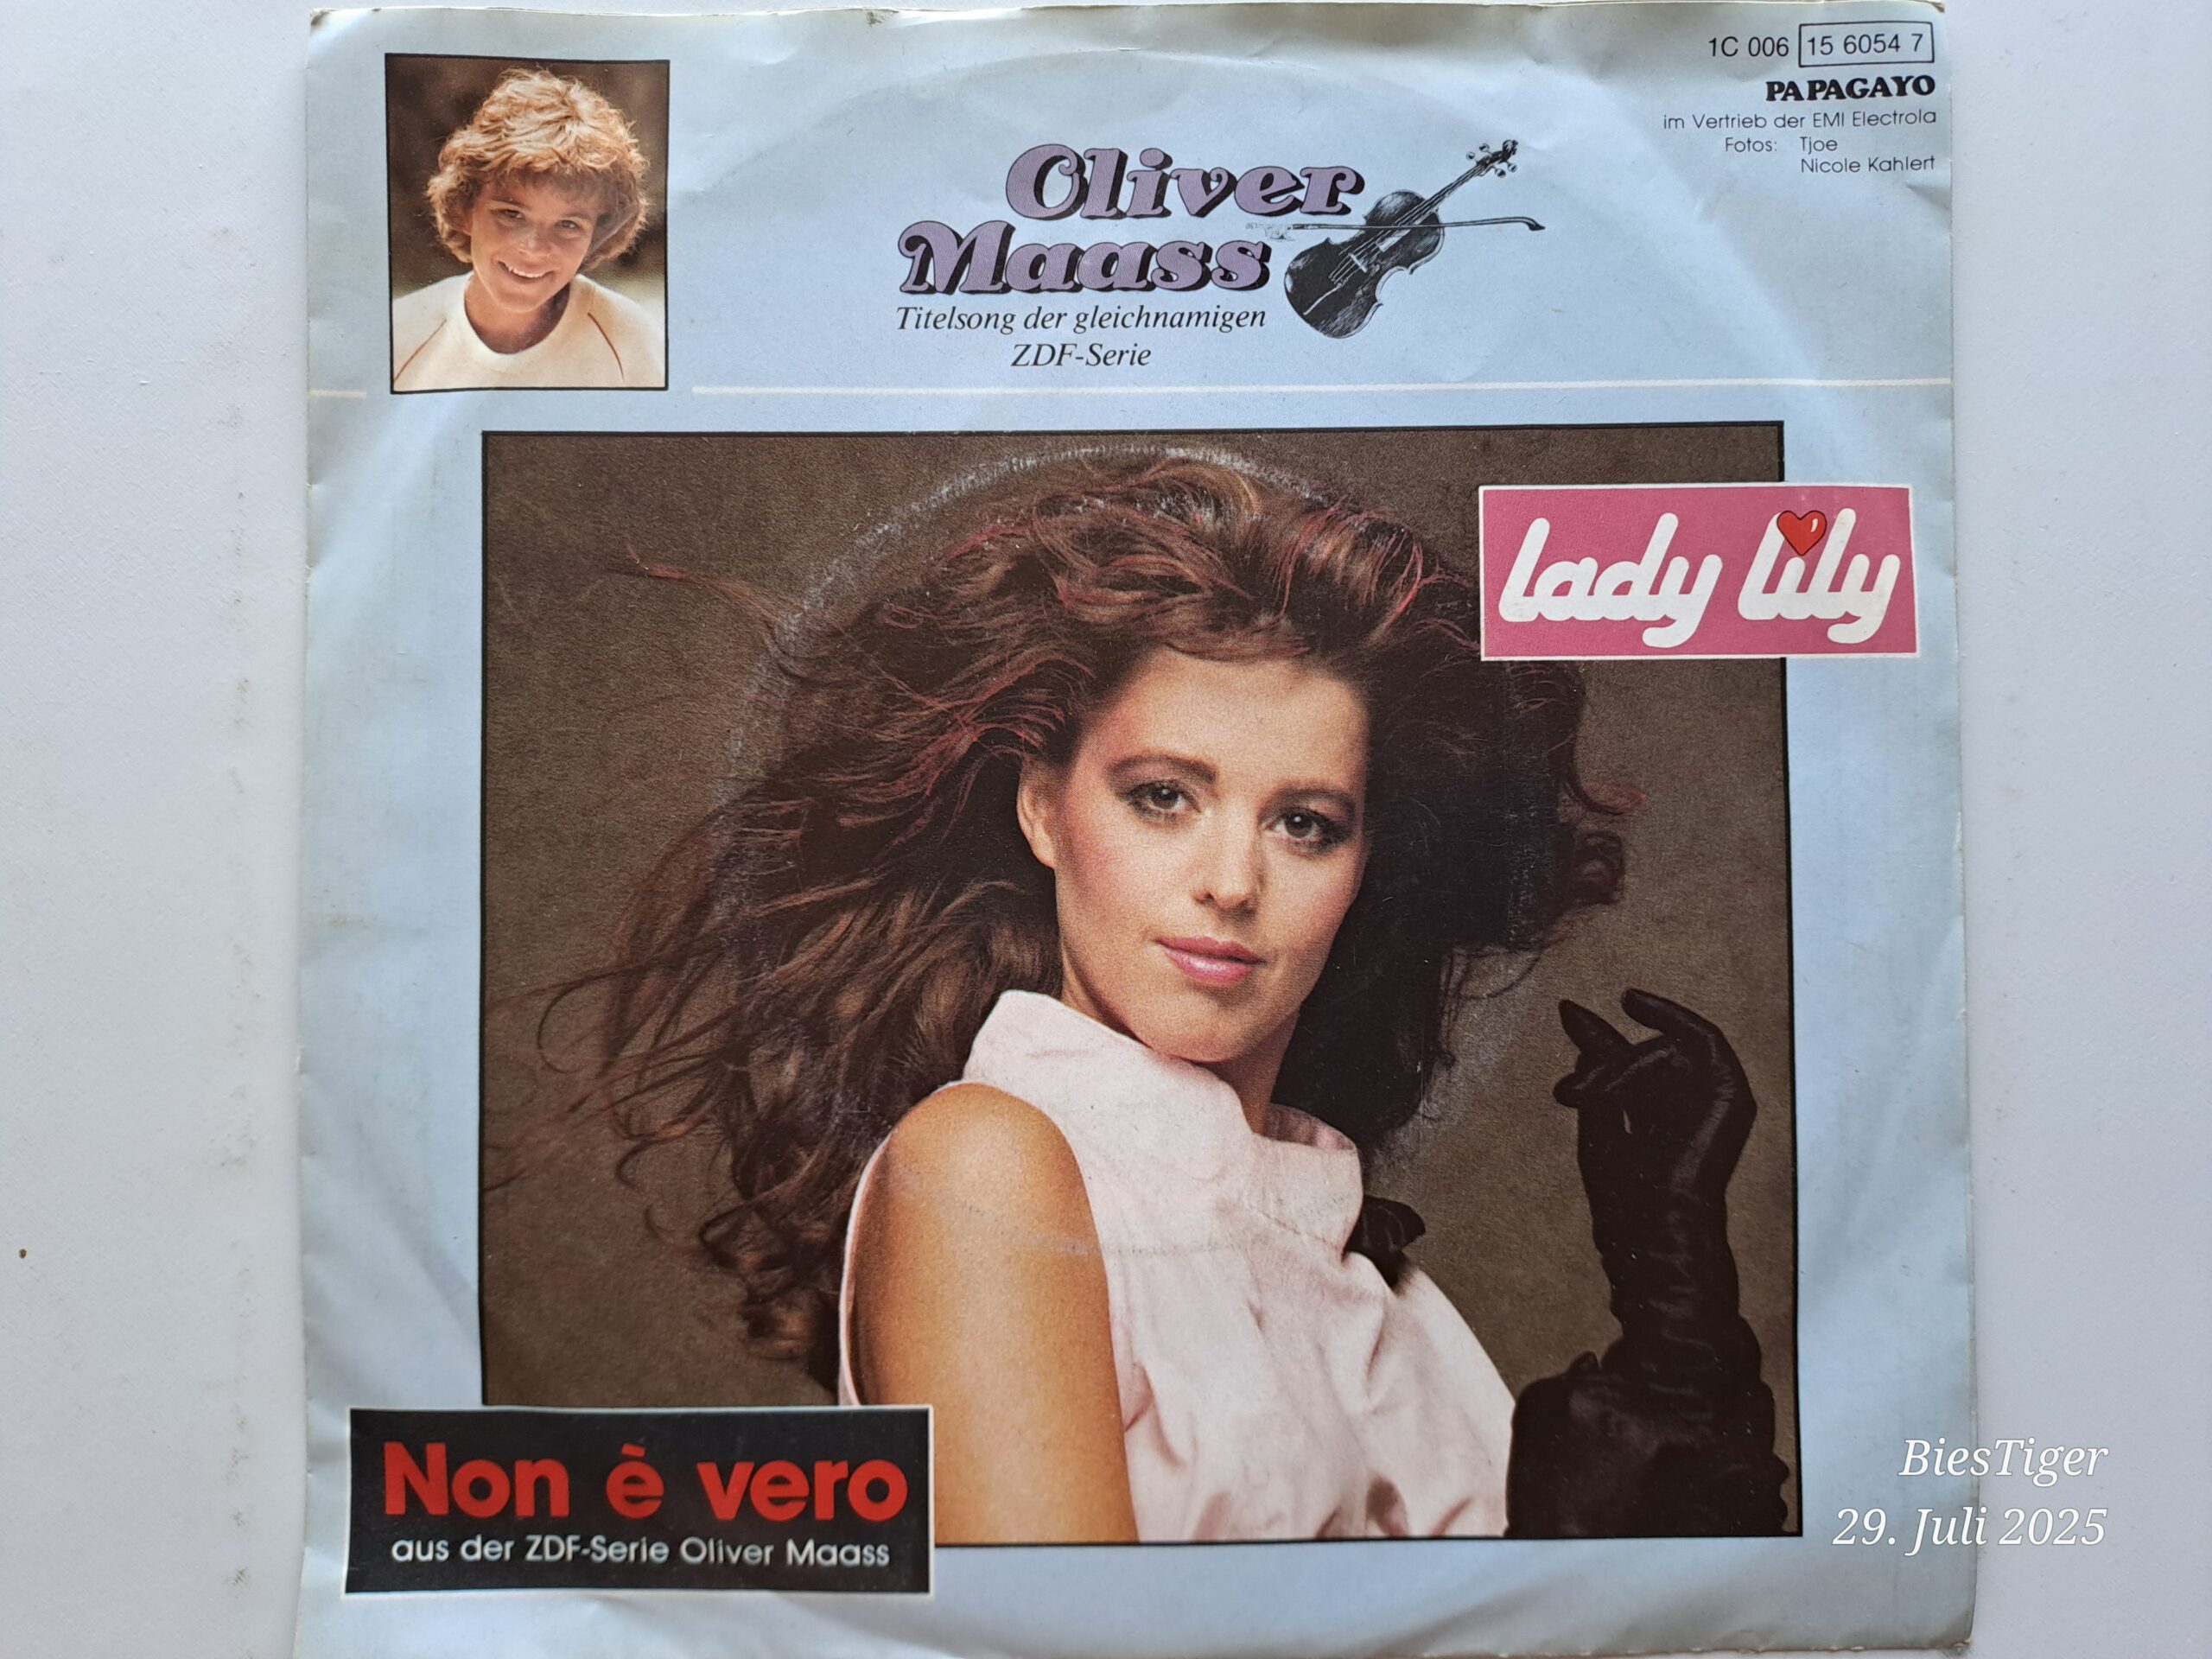 1C 006 15 6054 7
PAPAGAYO
im Vertrieb der EMI Electrola
Fotos: Tjoe
Nicole Kahlert
Oliver
Maass
Titelsong der gleichnamigen
ZDF-Serie
lady lily
Non è vero
aus der ZDF-Serie Oliver Maass
BiesTiger
29. Juli 2025